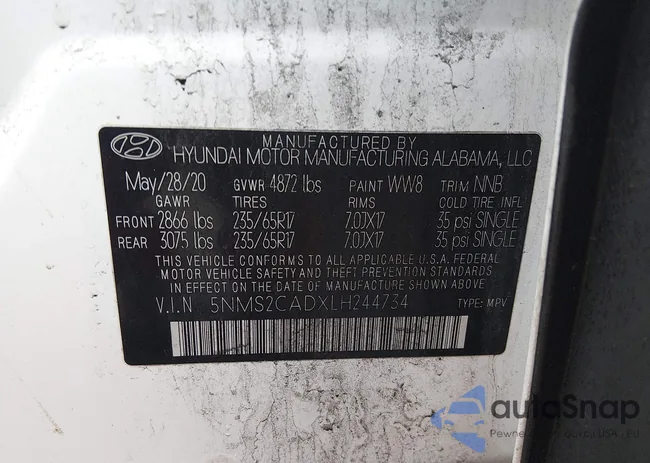 MANUFACTURED BY
HYUNDAI MOTOR MANUFACTURING ALABAMA, LLC
May/28/20 GVWR 4872 lbs PAINT WW8 TRIM NNB
GAWR TIRES RIMS COLD TIRE INFL
FRONT 2866 lbs 235/65R17 7.0JX17 35 psi SINGLE
REAR 3075 lbs 235/65R17 7.0JX17 35 psi SINGLE
THIS VEHICLE CONFORMS TO ALL U.S.A. FEDERAL
MOTOR VEHICLE SAFETY AND THEFT PREVENTION STANDARDS
IN EFFECT ON THE DATE OF MANUFACTURE SHOWN ABOVE.
V.I.N 5NMS2CADXLH244734 TYPE: MPV
autoSnap